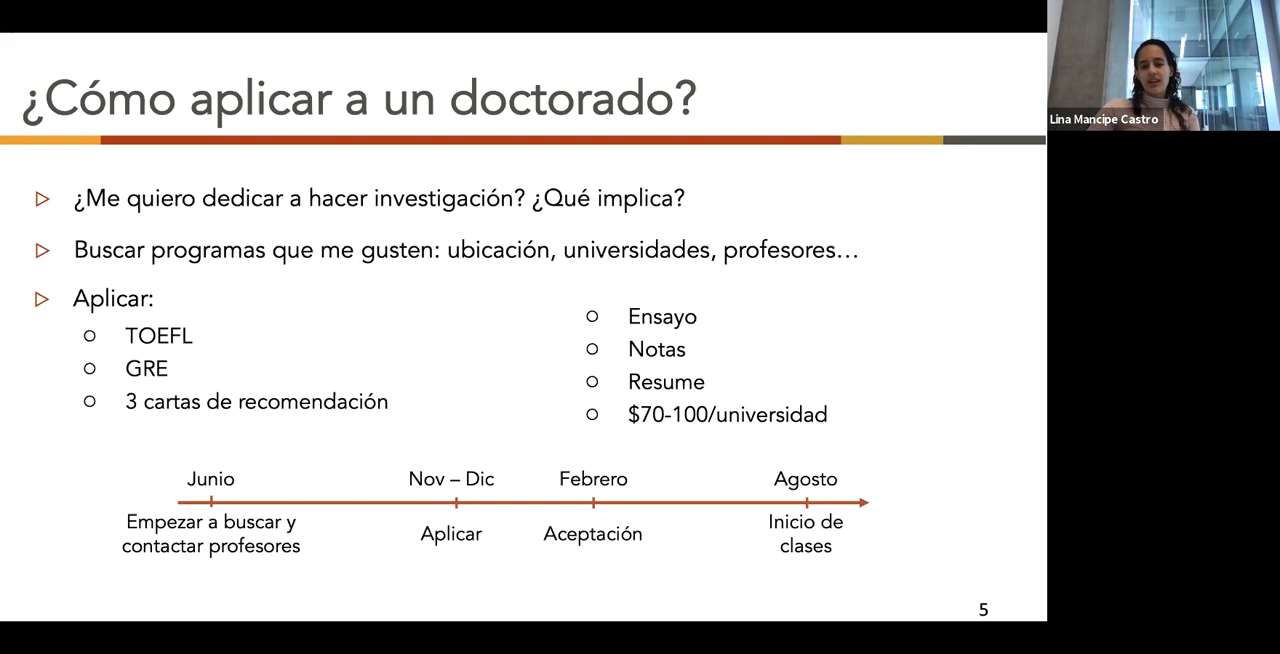 ¿Cómo aplicar a un doctorado?
Lina Mancipe Castro
¿Me quiero dedicar a hacer investigación? ¿Qué implica?
Buscar programas que me gusten: ubicación, universidades, profesores…
Aplicar:
TOEFL
GRE
3 cartas de recomendación
Ensayo
Notas
Resume
$70-100/universidad
Junio
Nov – Dic
Febrero
Agosto
Empezar a buscar y
contactar profesores
Aplicar
Aceptación
Inicio de
clases
5